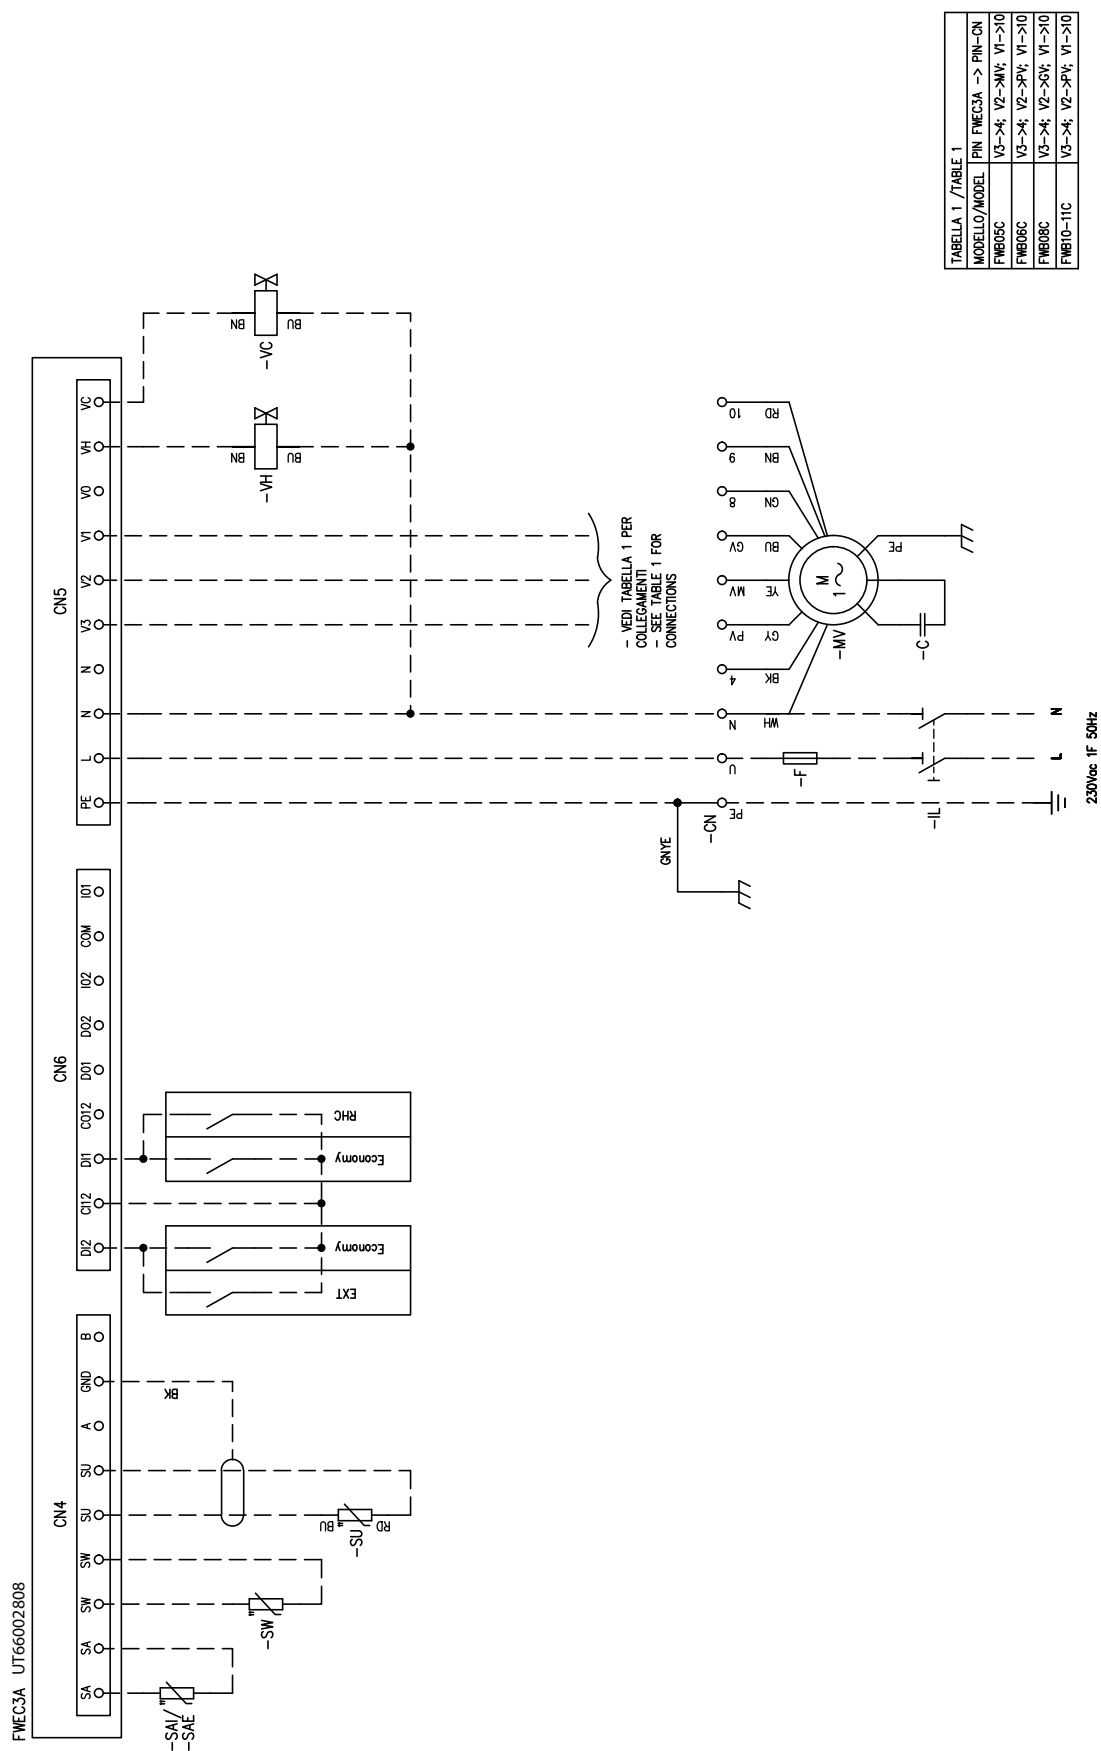 FWEC3A UT66002808
CN4
SA
SA
SW
SW
SU
SU
A
GND
B
CN6
DI2
CI12
DI1
CO12
DO1
DO2
IO2
COM
IO1
CN5
PE
L
N
N
V3
V2
V1
V0
VH
VC
-SAI/
-SAE
-SW
-SU
BU
RD
BK
EXT
Economy
Economy
RHC
BN
BU
-VH
BN
BU
-VC
- VEDI TABELLA 1 PER
COLLEGAMENTI
- SEE TABLE 1 FOR
CONNECTIONS
GNYE
-CN
PE
U
N
4
PV
MV
GV
8
9
10
WH
BK
GY
YE
BU
GN
BN
RD
-F
-MV
M
1
PE
-C
-IL
L
N
230Vac 1F 50Hz
TABELLA 1 /TABLE 1
MODELLO/MODEL PIN FWEC3A -> PIN-CN
FWB05C V3->4; V2->MV; V1->10
FWB06C V3->4; V2->PV; V1->10
FWB08C V3->4; V2->GV; V1->10
FWB10-11C V3->4; V2->PV; V1->10